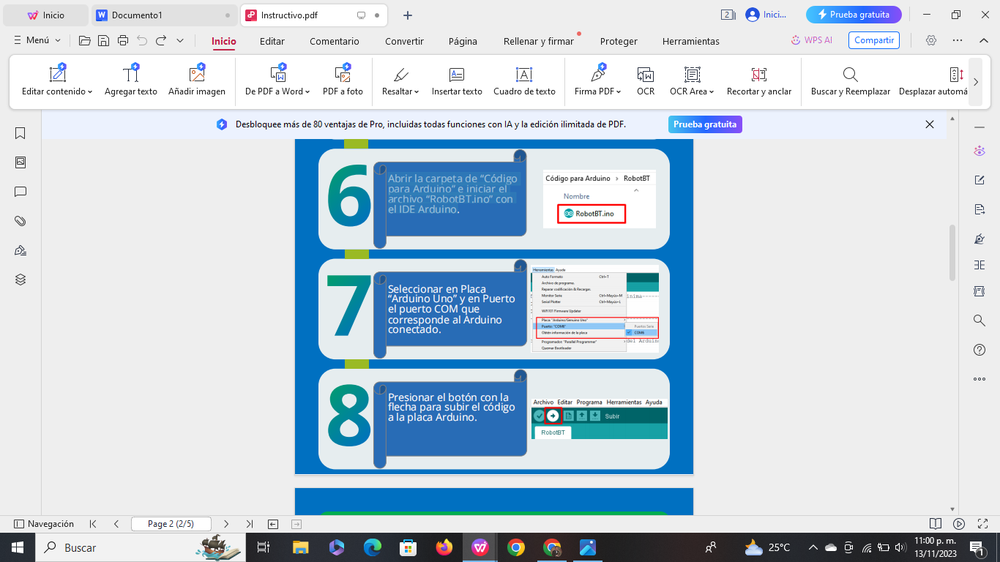 Inicio
Documento1
Instructivo.pdf
2
Inici...
Prueba gratuita
Menú
Inicio
Editar
Comentario
Convertir
Página
Rellenar y firmar
Proteger
Herramientas
WPS AI
Compartir
Editar contenido
Agregar texto
Añadir imagen
De PDF a Word
PDF a foto
Resaltar
Insertar texto
Cuadro de texto
Firma PDF
OCR
OCR Area
Recortar y anclar
Buscar y Reemplazar
Desplazar automá
Desbloquee más de 80 ventajas de Pro, incluidas todas funciones con IA y la edición ilimitada de PDF.
Prueba gratuita
6
Abrir la carpeta de “Código
para Arduino” e iniciar el
archivo “RobotBT.ino” con
el IDE Arduino.
Código para Arduino › RobotBT
Nombre
RobotBT.ino
7
Seleccionar en Placa
“Arduino Uno” y en Puerto
el puerto COM que
corresponde al Arduino
conectado.
Herramientas Ayuda
Auto Formato Ctrl+T
Archivo de programa.
Reparar codificación & Recargar.
Monitor Serie Ctrl+Mayús+M
Serial Plotter Ctrl+Mayús+L
WiFi101 Firmware Updater
Placa: "Arduino/Genuino Uno"
Puerto: "COM6"
Puertos Serie
Obtén información de la placa
COM6
Programador: "Parallel Programmer"
del Arduino
Quemar Bootloader
8
Presionar el botón con la
flecha para subir el código
a la placa Arduino.
Archivo Editar Programa Herramientas Ayuda
Subir
RobotBT
Navegación
Page 2 (2/5)
Buscar
25°C
11:00 p. m.
13/11/2023
1